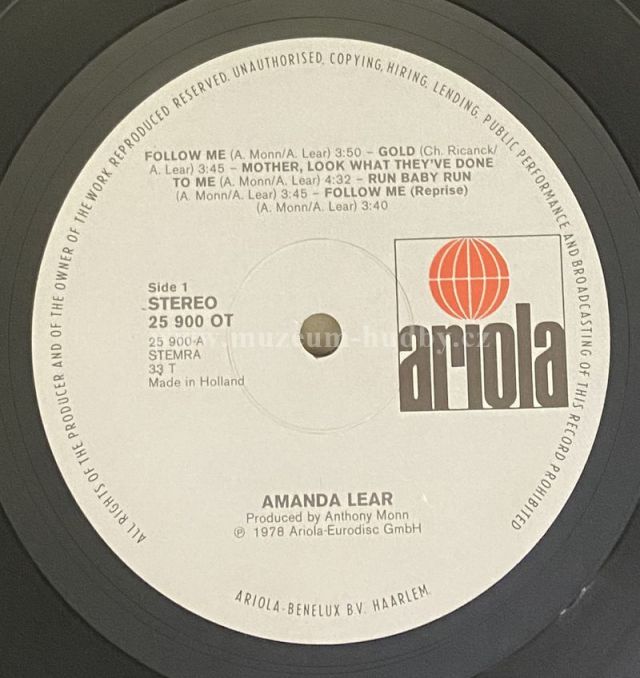 ALL RIGHTS OF THE PRODUCER AND OF THE OWNER OF THE WORK REPRODUCED RESERVED. UNAUTHORISED, COPYING, HIRING, LENDING, PUBLIC PERFORMANCE AND BROADCASTING OF THIS RECORD PROHIBITED
FOLLOW ME (A. Monn/A. Lear) 3:50 – GOLD (Ch. Ricanck/
A. Lear) 3:45 – MOTHER, LOOK WHAT THEY'VE DONE
TO ME (A. Monn/A. Lear) 4:32 – RUN BABY RUN
(A. Monn/A. Lear) 3:45 – FOLLOW ME (Reprise)
(A. Monn/A. Lear) 3:40
Side 1
STEREO
25 900 OT
25 900-A
STEMRA
33 T
Made in Holland
ariola
www.muzeum-hudby.cz
AMANDA LEAR
Produced by Anthony Monn
℗ 1978 Ariola-Eurodisc GmbH
ARIOLA-BENELUX B.V. HAARLEM.